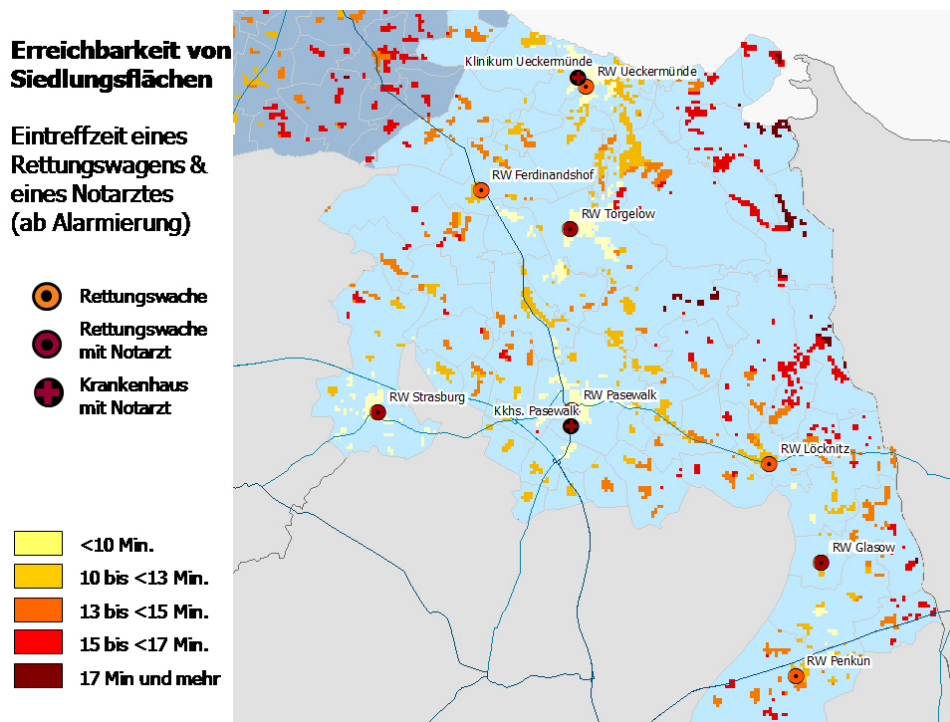 Erreichbarkeit von
Siedlungsflächen
Eintreffzeit eines
Rettungswagens &
eines Notarztes
(ab Alarmierung)
Rettungswache
Rettungswache
mit Notarzt
Krankenhaus
mit Notarzt
<10 Min.
10 bis <13 Min.
13 bis <15 Min.
15 bis <17 Min.
17 Min und mehr
Klinikum Ueckermünde
RW Ueckermünde
RW Ferdinandshof
RW Torgelow
RW Strasburg
RW Pasewalk
Kkhs. Pasewalk
RW Löcknitz
RW Glasow
RW Penkun